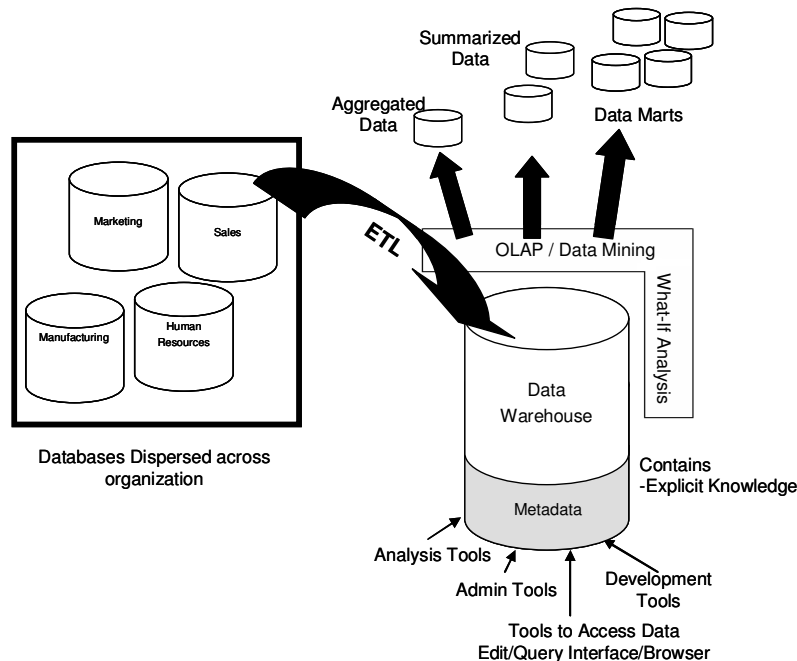 Summarized
Data
Aggregated
Data
Data Marts
Marketing
Sales
Manufacturing
Human
Resources
ETL
OLAP / Data Mining
What-If Analysis
Data
Warehouse
Databases Dispersed across
organization
Contains
-Explicit Knowledge
Metadata
Analysis Tools
Admin Tools
Development
Tools
Tools to Access Data
Edit/Query Interface/Browser